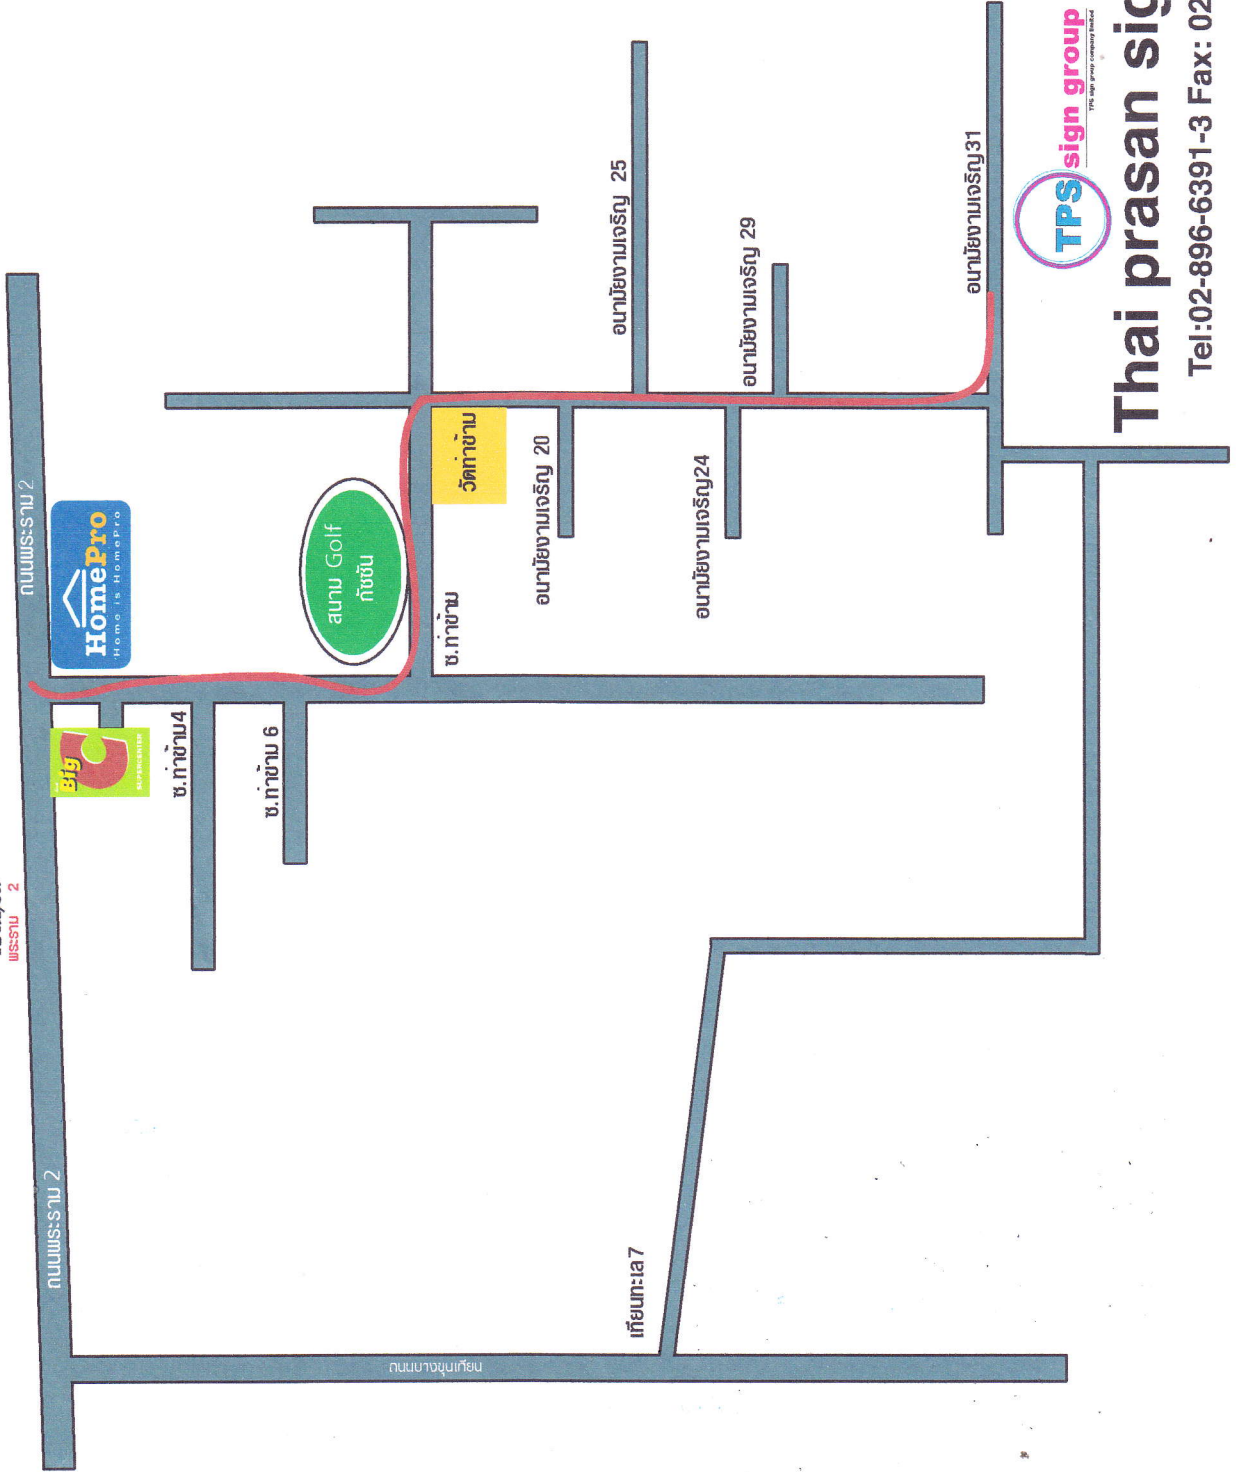 พระราม 2
ถนนพระราม 2
ถนนพระราม 2
HomePro
"Home is HomePro
Big C
SUPERCENTER
ซ.ท่าข้าม4
ซ.ท่าข้าม 6
สนาม Golf
กัซซัน
ซ.ท่าข้าม
วัดท่าข้าม
อนามัยงามเจริญ 20
อนามัยงามเจริญ 25
อนามัยงามเจริญ24
อนามัยงามเจริญ 29
อนามัยงามเจริญ31
เทียนทะเล7
ถนนบางขุนเทียน
TPS sign group
TPS sign group company limited
Thai prasan sig
Tel:02-896-6391-3 Fax: 02